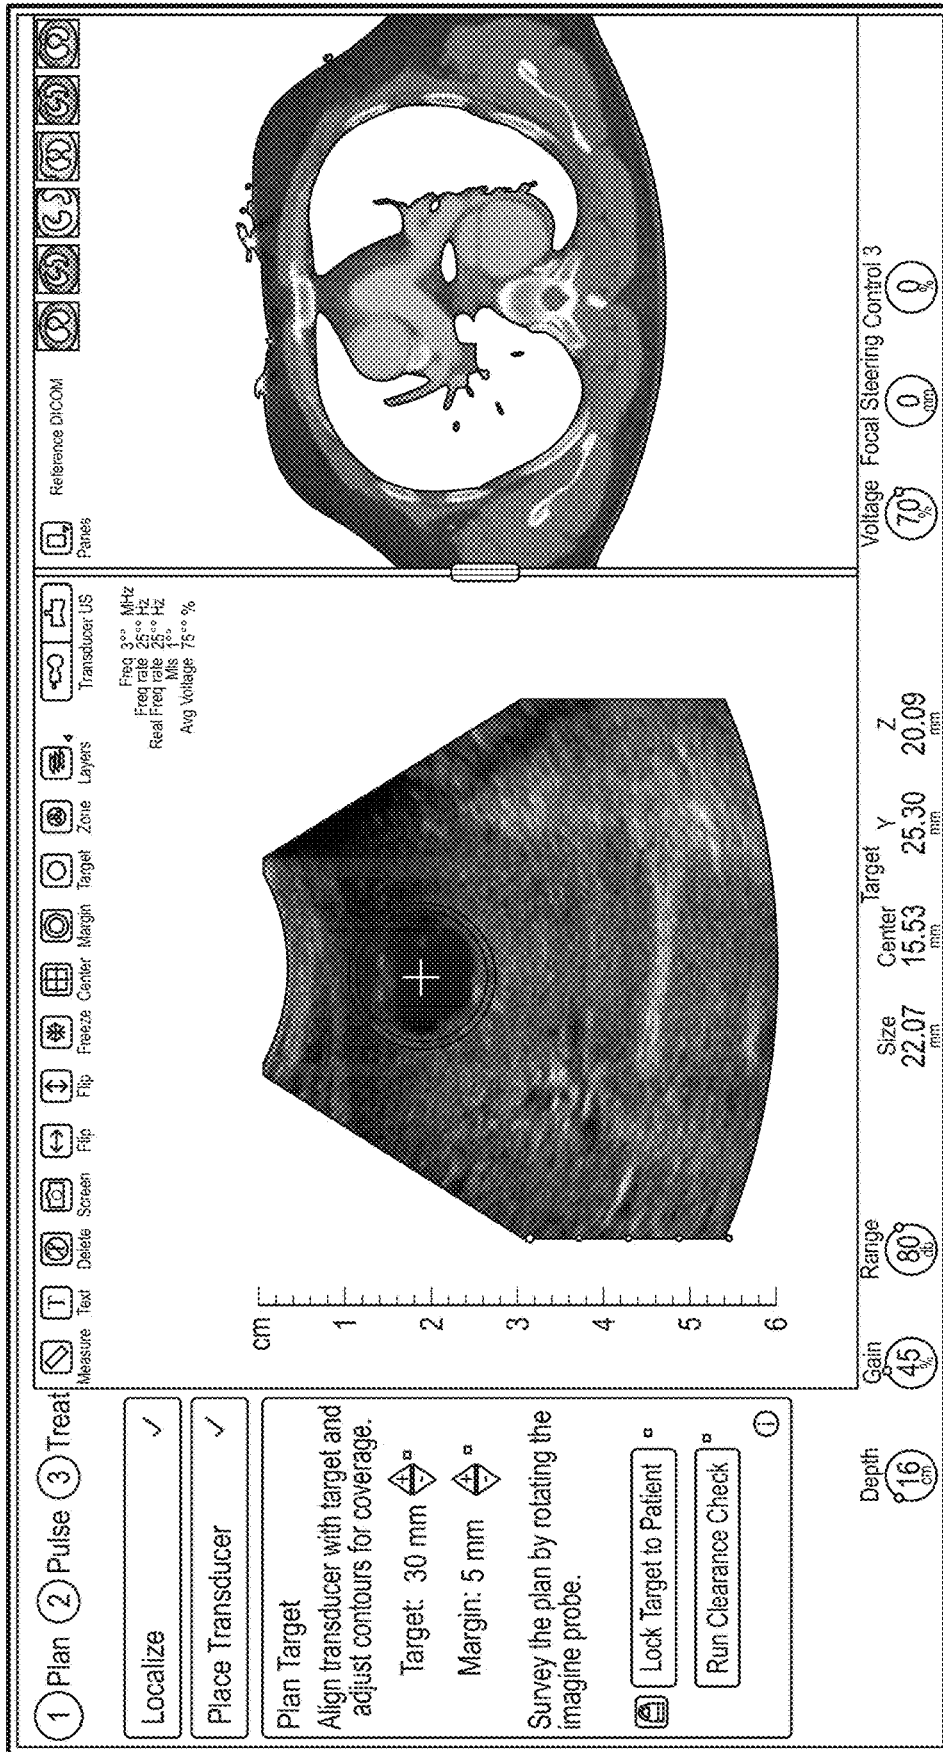 1 Plan 2 Pulse 3 Treat
Localize ✓
Place Transducer ✓
Plan Target
Align transducer with target and
adjust contours for coverage.
Target: 30 mm + -
Margin: 5 mm + -
Survey the plan by rotating the
imagine probe.
Lock Target to Patient
Run Clearance Check
i
Measure
T Text
Delete
Screen
Flip
Flip
Freeze
Center
Margin
Target
Zone
Layers
Transducer US
Freq 3°° MHz
Freq rate 25°° Hz
Real Freq rate 25°° Hz
MIs 1°°
Avg Voltage 75°° %
cm
1
2
3
4
5
6
Panes
Reference DICOM
Depth
16
cm
Gain
45
%
Range
80
db
Target
Size Center Y Z
22.07 15.53 25.30 20.09
mm mm mm mm
Voltage Focal Steering Control 3
70 0 0
% mm %